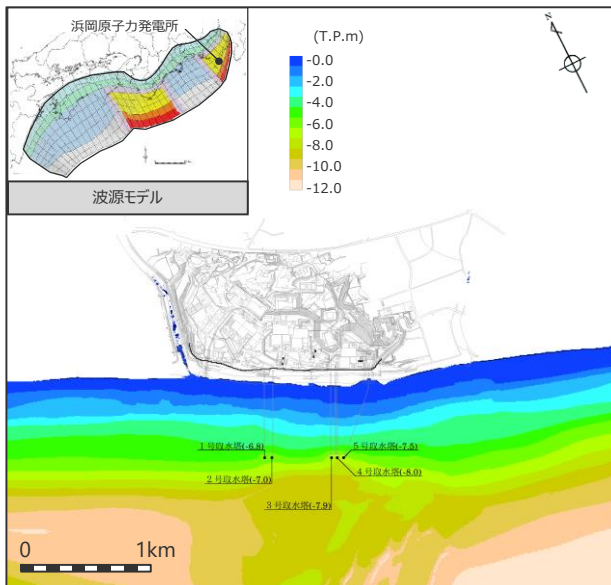 浜岡原子力発電所
波源モデル
(T.P.m)
-0.0
-2.0
-4.0
-6.0
-8.0
-10.0
-12.0
N
1号取水塔(-6.8)
2号取水塔(-7.0)
3号取水塔(-7.9)
4号取水塔(-8.0)
5号取水塔(-7.5)
0 1km